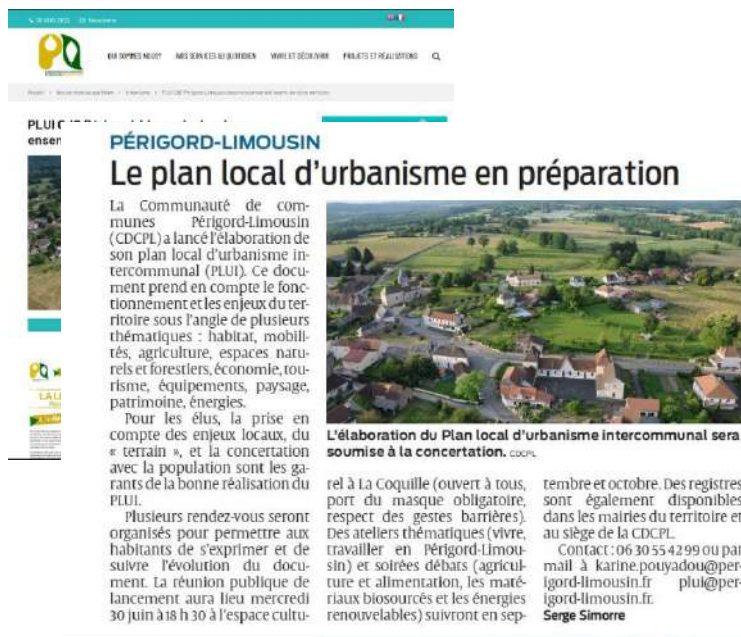 QUI SOMMES NOUS?
MES SERVICES AU QUOTIDIEN
VIVRE ET DÉCOUVRIR
PROJETS ET RÉALISATIONS
PÉRIGORD-LIMOUSIN
Le plan local d’urbanisme en préparation
La Communauté de com-
munes Périgord-Limousin
(CDCPL) a lancé l’élaboration de
son plan local d’urbanisme in-
tercommunal (PLUI). Ce docu-
ment prend en compte le fonc-
tionnement et les enjeux du ter-
ritoire sous l’angle de plusieurs
thématiques : habitat, mobili-
tés, agriculture, espaces natu-
rels et forestiers, économie, tou-
risme, équipements, paysage,
patrimoine, énergies.
Pour les élus, la prise en
compte des enjeux locaux, du
« terrain », et la concertation
avec la population sont les ga-
rants de la bonne réalisation du
PLUI.
Plusieurs rendez-vous seront
organisés pour permettre aux
habitants de s’exprimer et de
suivre l’évolution du docu-
ment. La réunion publique de
lancement aura lieu mercredi
30 juin à 18 h 30 à l’espace cultu-
L’élaboration du Plan local d’urbanisme intercommunal sera
soumise à la concertation. CDCPL
rel à La Coquille (ouvert à tous,
port du masque obligatoire,
respect des gestes barrières).
Des ateliers thématiques (vivre,
travailler en Périgord-Limou-
sin) et soirées débats (agricul-
ture et alimentation, les maté-
riaux biosourcés et les énergies
renouvelables) suivront en sep-
tembre et octobre. Des registres
sont également disponibles
dans les mairies du territoire et
au siège de la CDCPL.
Contact : 06 30 55 42 99 ou par
mail à karine.pouyadou@per-
igord-limousin.fr plui@per-
igord-limousin.fr.
Serge Simorre